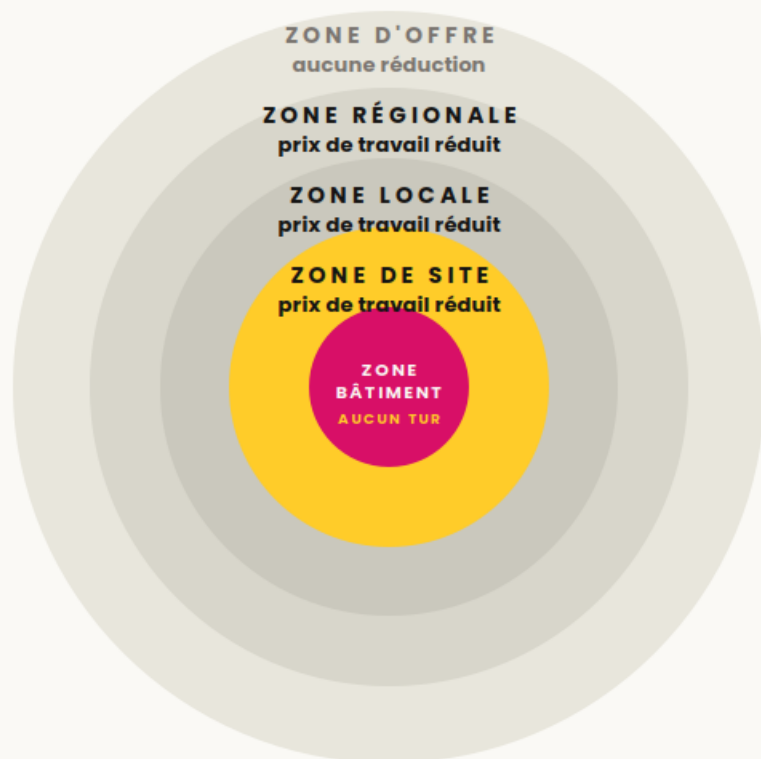 ZONE D'OFFRE
aucune réduction
ZONE RÉGIONALE
prix de travail réduit
ZONE LOCALE
prix de travail réduit
ZONE DE SITE
prix de travail réduit
ZONE
BÂTIMENT
AUCUN TUR